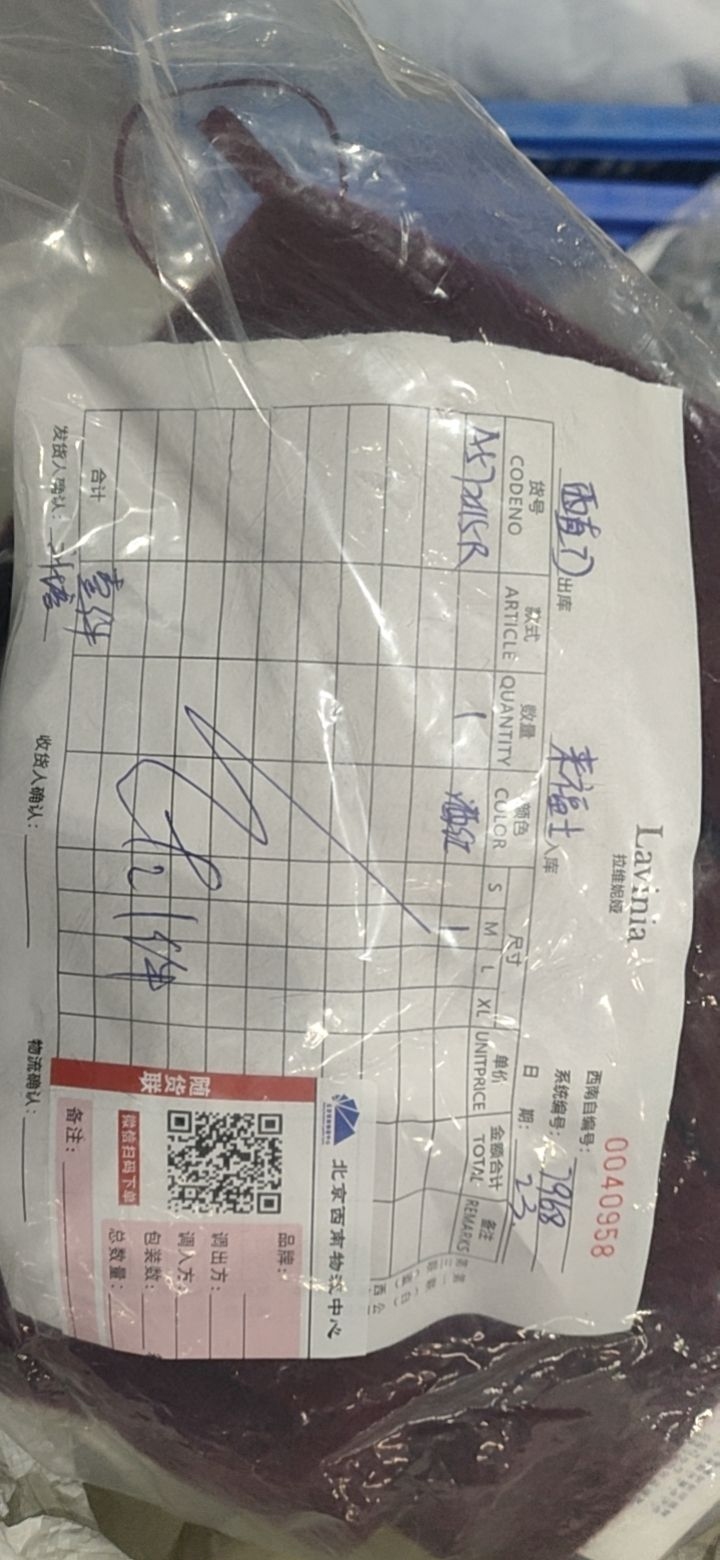 Lavinia
拉维妮娅
0040958
西南自编号：
系统编号：7968
日 期：23.
西直门出库 来福士入库
货号 款式 数量 颜色 尺寸 单价 金额合计 备注
CODENO ARTICLE QUANTITY COLOR S M L XL UNITPRICE TOTAL REMARKS
1 酒红 1
合计 壹件
1件
发货人确认： 收货人确认： 物流确认：
北京西南物流中心
随货联
微信扫码下单
品牌：
调出方：
调入方：
包装数：
总数量：
备注：